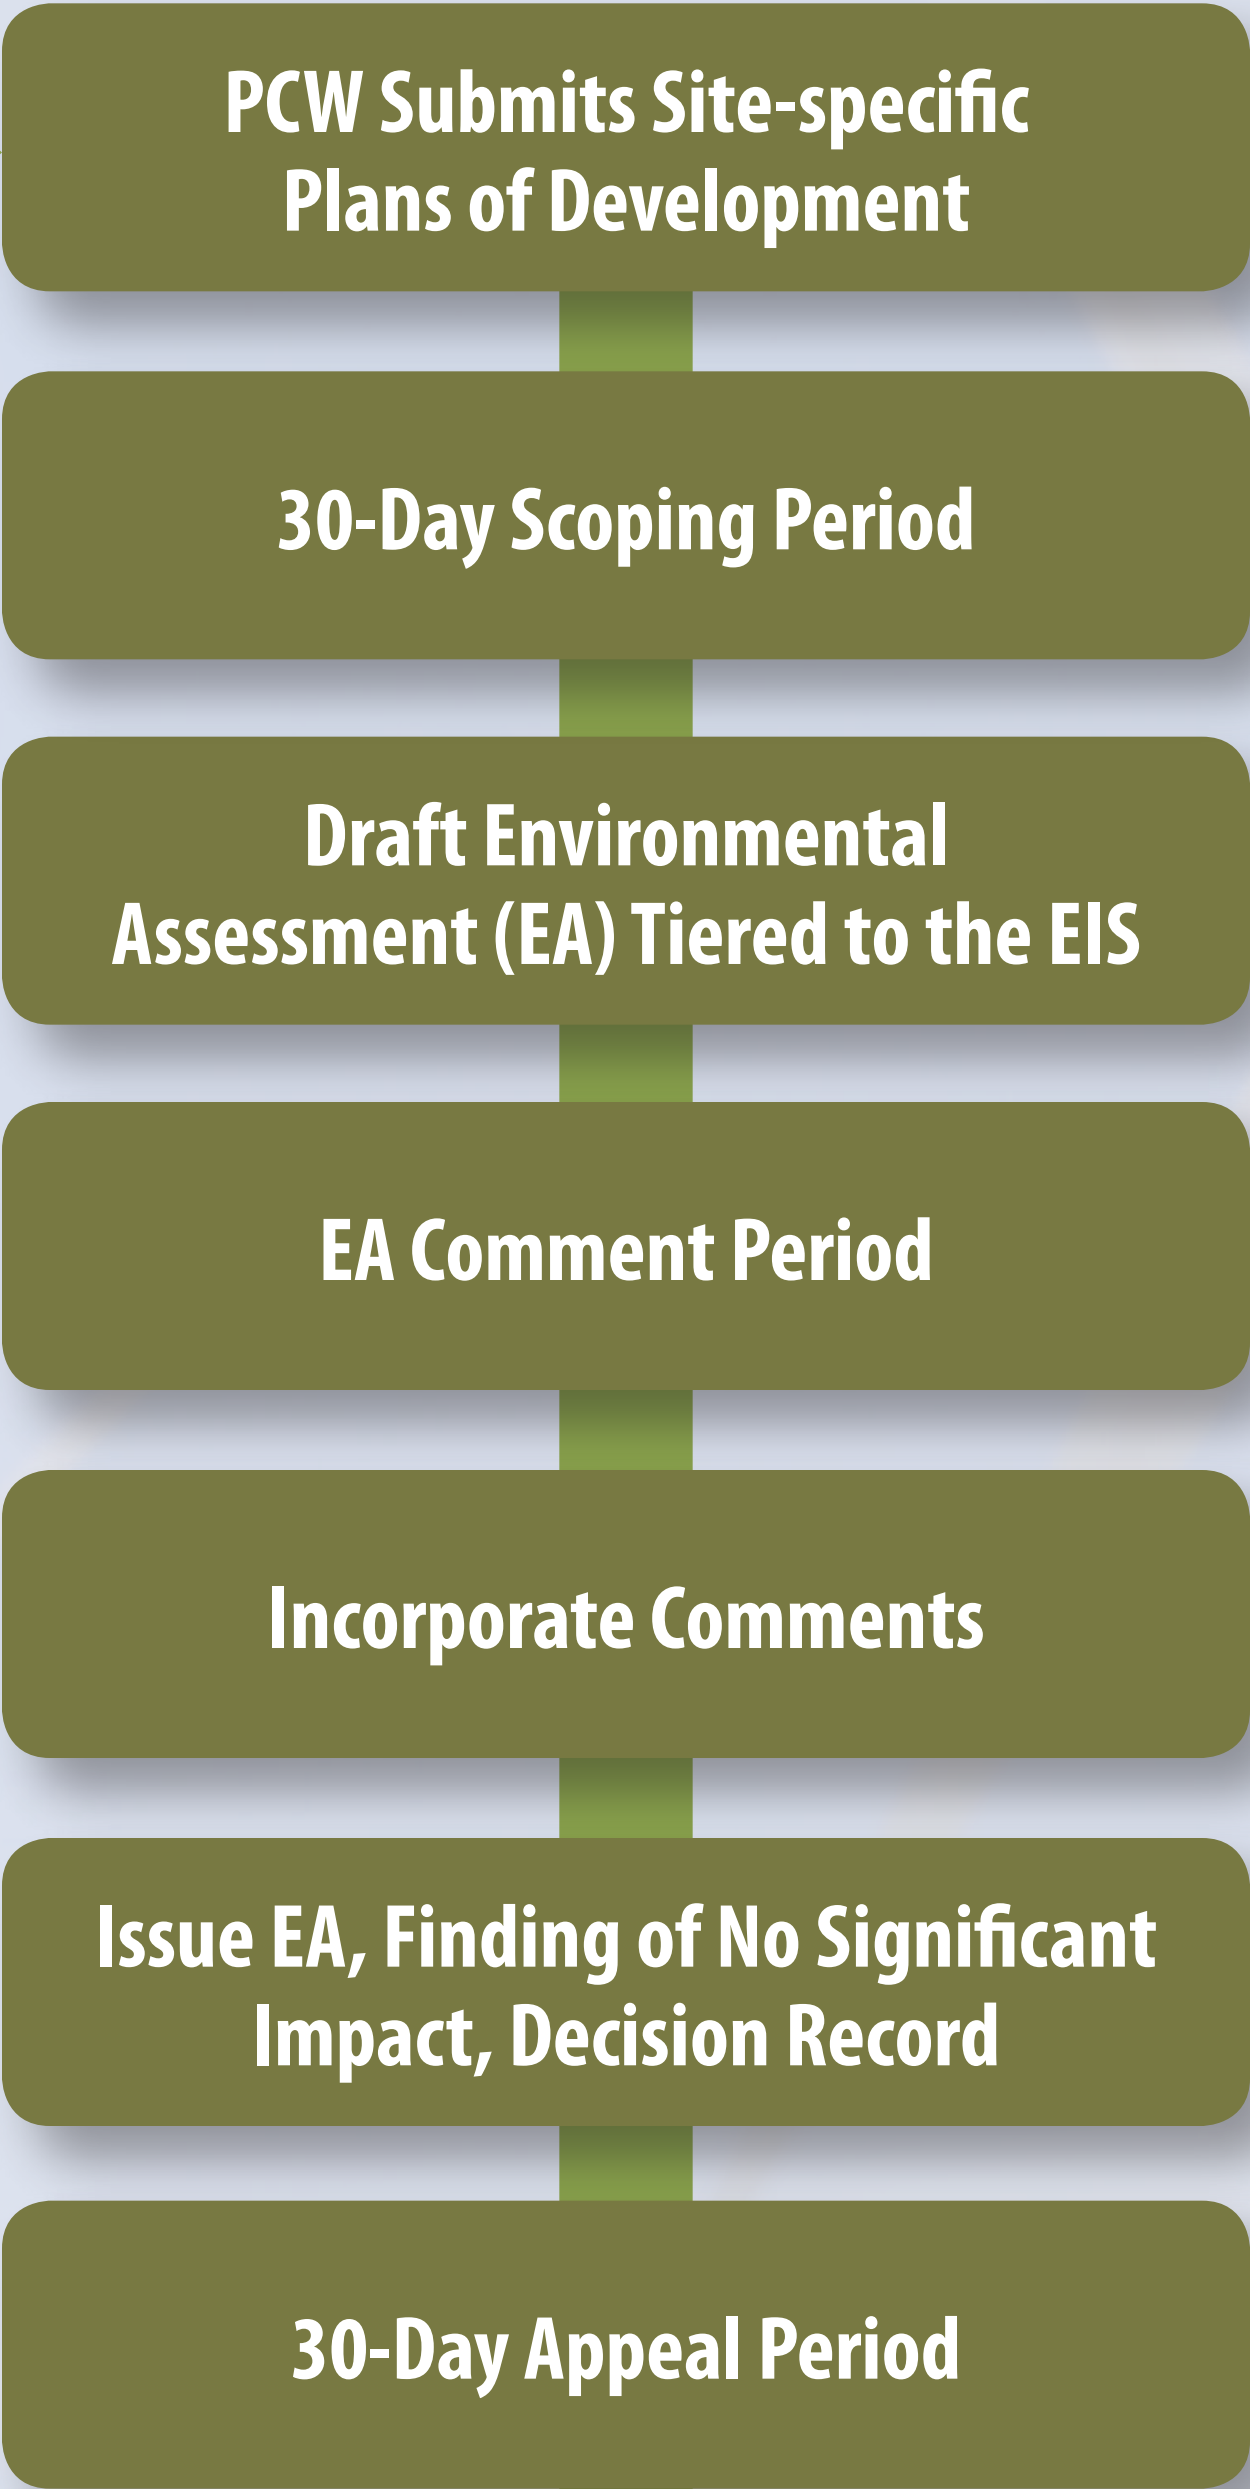 PCW Submits Site-specific
Plans of Development
30-Day Scoping Period
Draft Environmental
Assessment (EA) Tiered to the EIS
EA Comment Period
Incorporate Comments
Issue EA, Finding of No Significant
Impact, Decision Record
30-Day Appeal Period